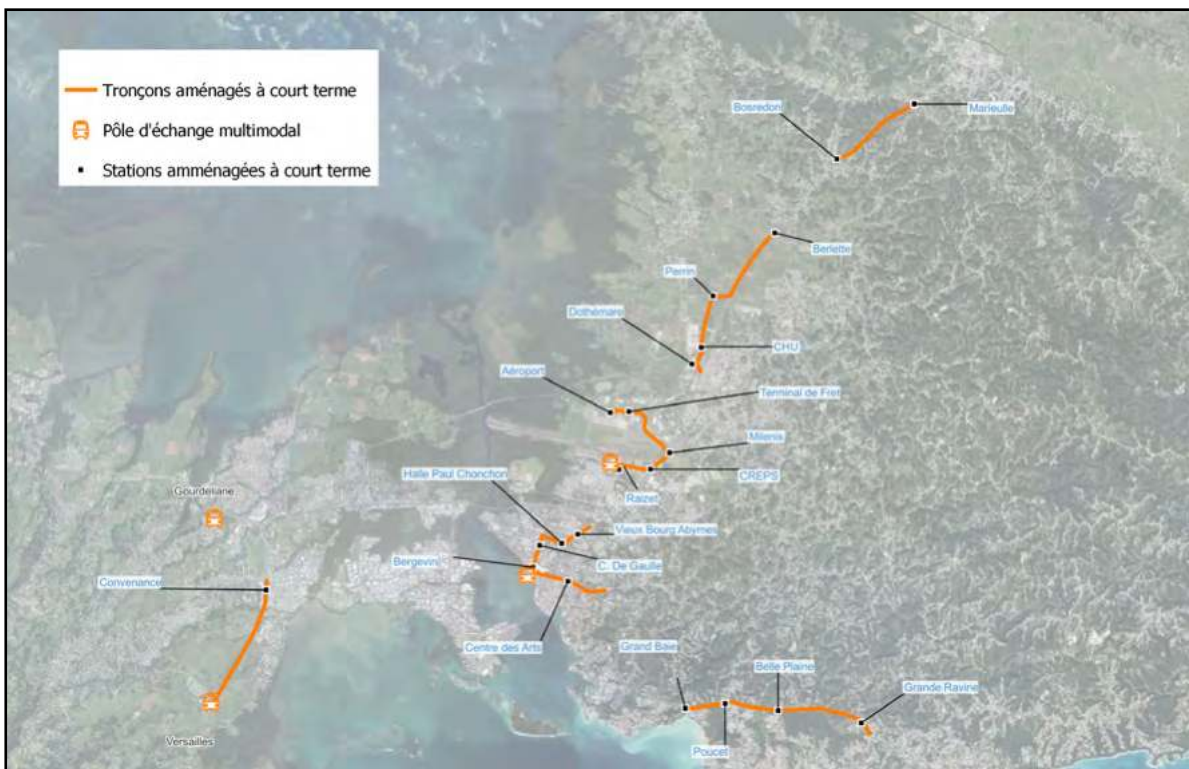 Tronçons aménagés à court terme
Pôle d'échange multimodal
Stations amménagées à court terme
Bosredon
Marieulle
Berlette
Perrin
Dothémare
CHU
Aéroport
Terminal de Fret
Milenis
Halle Paul Chonchon
CREPS
Raizet
Gourdeliane
Vieux Bourg Abymes
Bergevin
C. De Gaulle
Convenance
Centre des Arts
Grand Baie
Belle Plaine
Grande Ravine
Versailles
Poucet